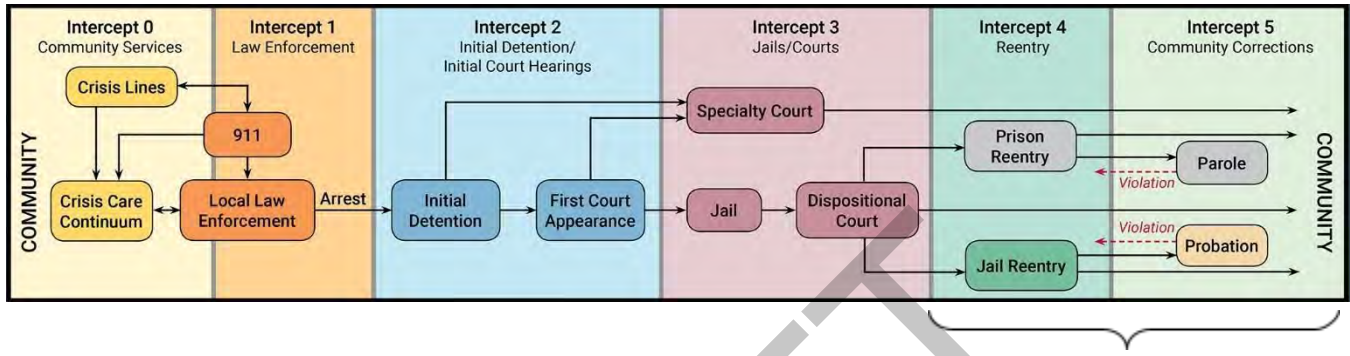 Intercept 0
Community Services
Intercept 1
Law Enforcement
Intercept 2
Initial Detention/
Initial Court Hearings
Intercept 3
Jails/Courts
Intercept 4
Reentry
Intercept 5
Community Corrections
COMMUNITY
Crisis Lines
911
Crisis Care
Continuum
Local Law
Enforcement
Arrest
Initial
Detention
First Court
Appearance
Specialty Court
Jail
Dispositional
Court
Prison
Reentry
Parole
Violation
Violation
Probation
Jail Reentry
COMMUNITY